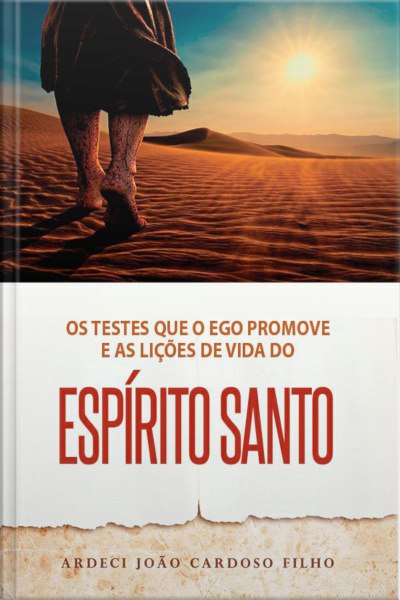 OS TESTES QUE O EGO PROMOVE
E AS LIÇÕES DE VIDA DO
ESPÍRITO SANTO
ARDECI JOÃO CARDOSO FILHO